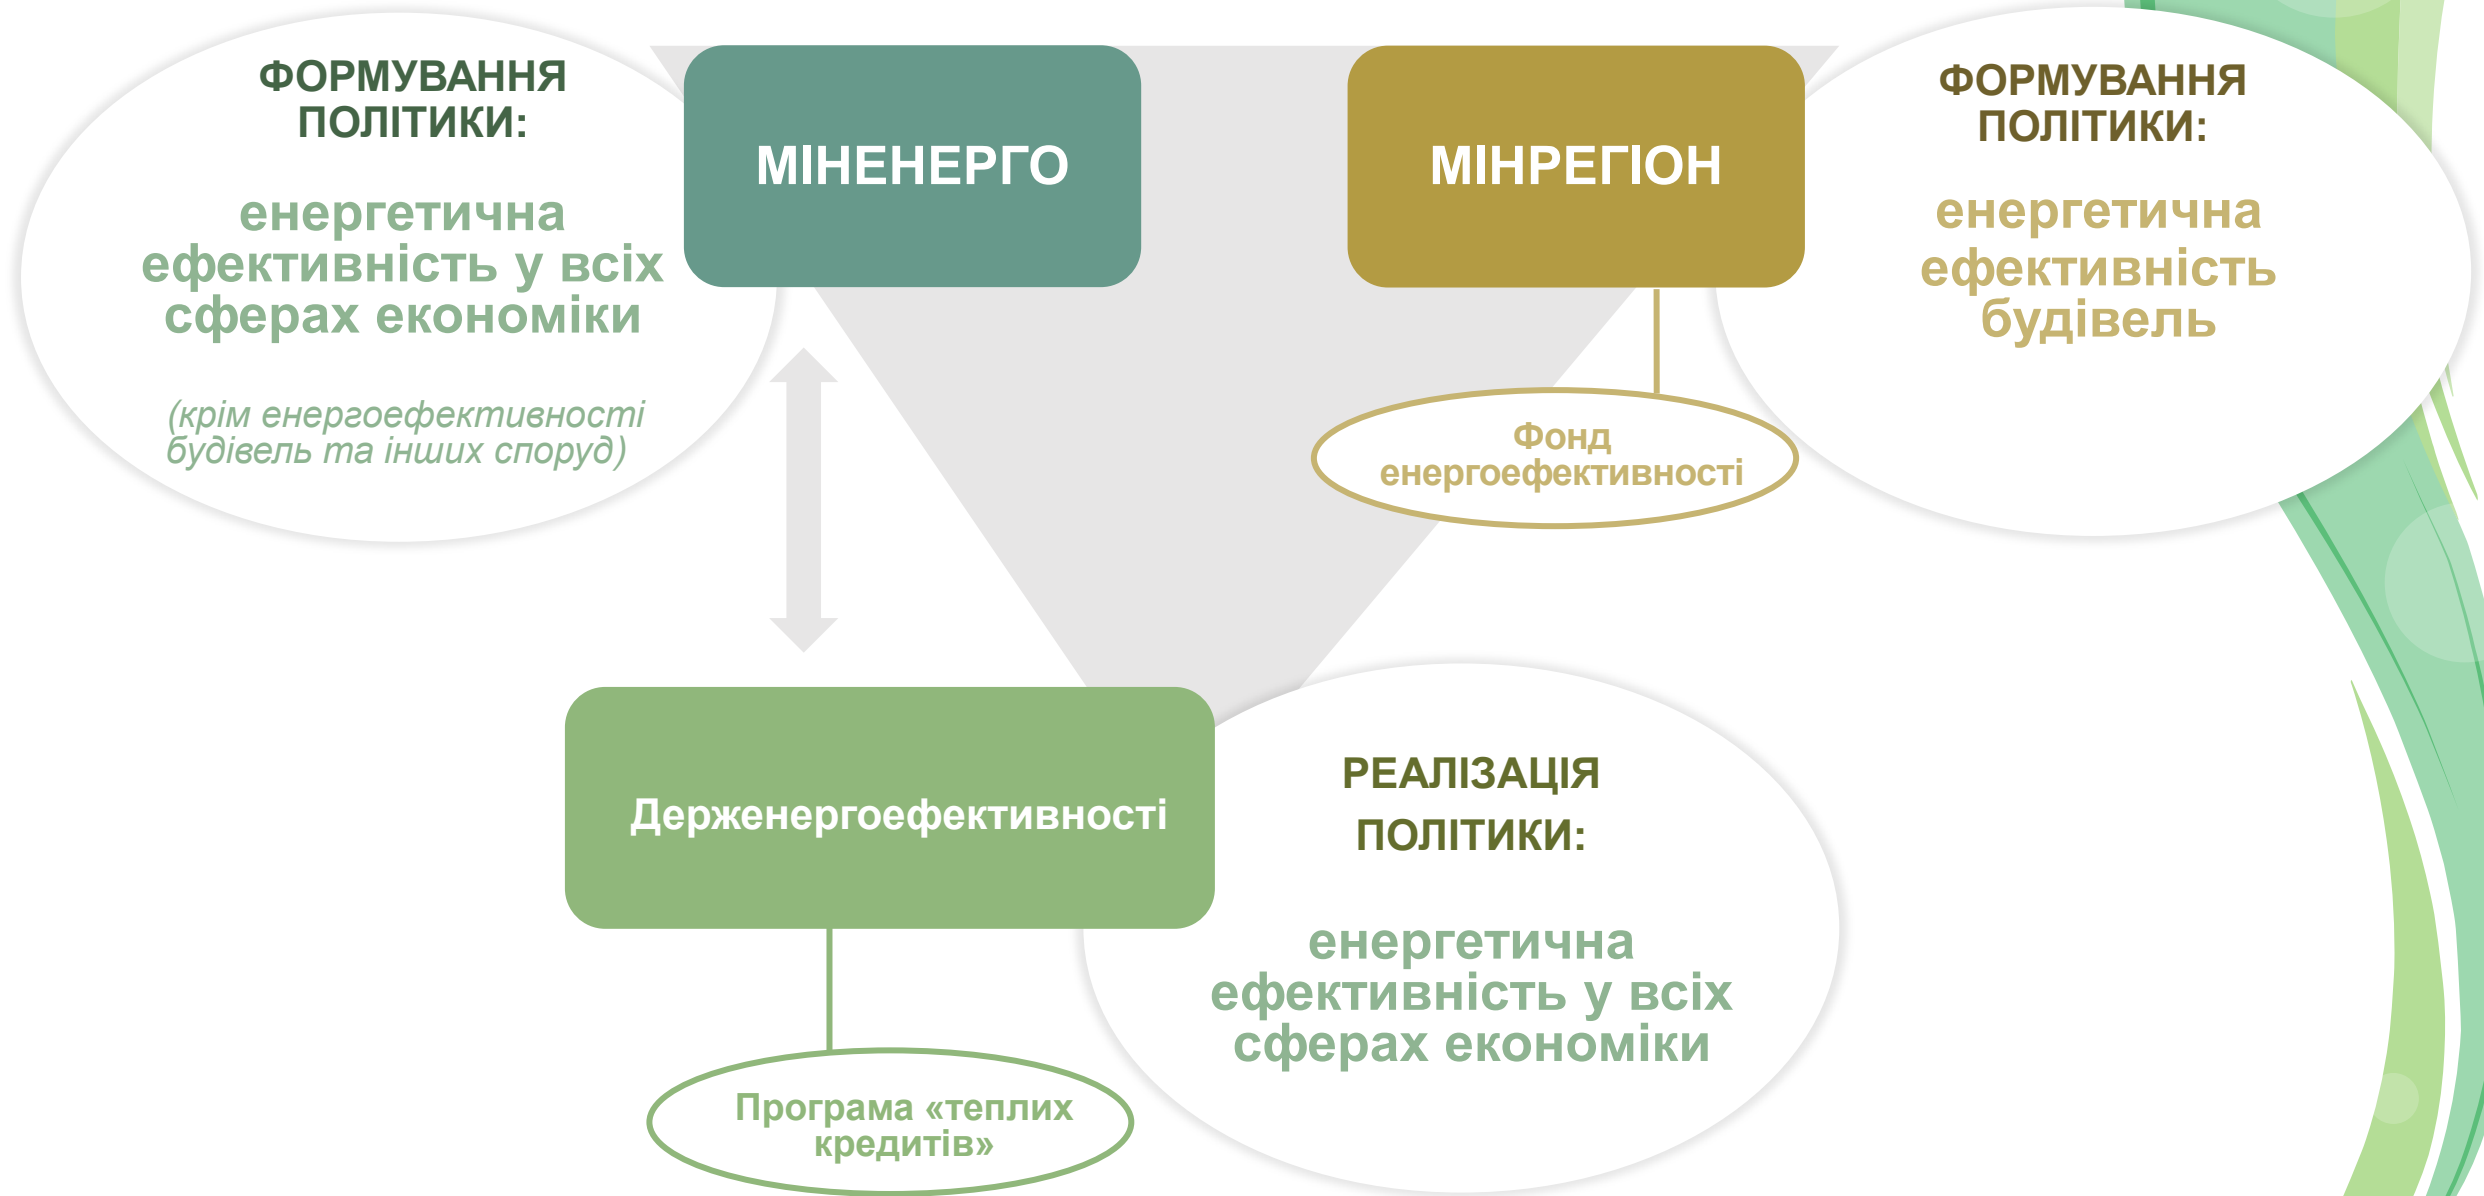 ФОРМУВАННЯ
ПОЛІТИКИ:
енергетична
ефективність у всіх
сферах економіки
(крім енергоефективності
будівель та інших споруд)
МІНЕНЕРГО
МІНРЕГІОН
ФОРМУВАННЯ
ПОЛІТИКИ:
енергетична
ефективність
будівель
Фонд
енергоефективності
Держенергоефективності
РЕАЛІЗАЦІЯ
ПОЛІТИКИ:
енергетична
ефективність у всіх
сферах економіки
Програма «теплих
кредитів»